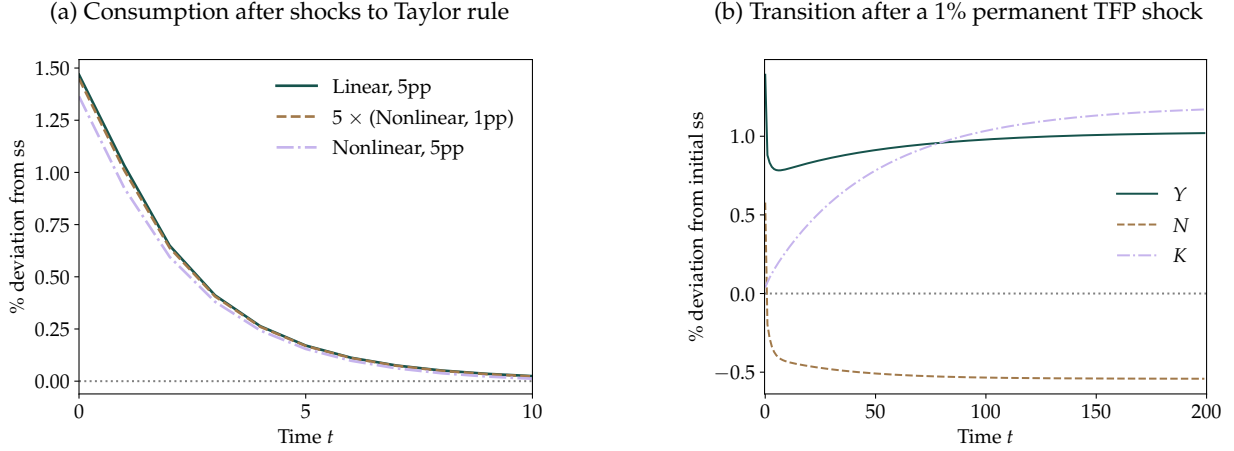 (a) Consumption after shocks to Taylor rule
% deviation from ss
1.50
1.25
1.00
0.75
0.50
0.25
0.00
Linear, 5pp
5 × (Nonlinear, 1pp)
Nonlinear, 5pp
0
5
10
Time t
(b) Transition after a 1% permanent TFP shock
% deviation from initial ss
1.0
0.5
0.0
−0.5
Y
N
K
0
50
100
150
200
Time t